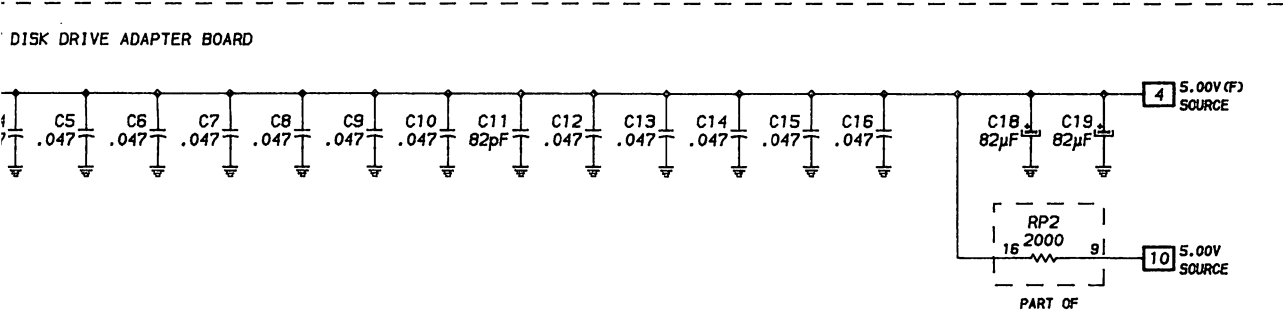 DISK DRIVE ADAPTER BOARD
4 5.00V(F)
SOURCE
C5 C6 C7 C8 C9 C10 C11 C12 C13 C14 C15 C16 C18 C19
.047 .047 .047 .047 .047 .047 82pF .047 .047 .047 .047 .047 82µF 82µF
RP2
2000
16 9
10 5.00V
SOURCE
PART OF